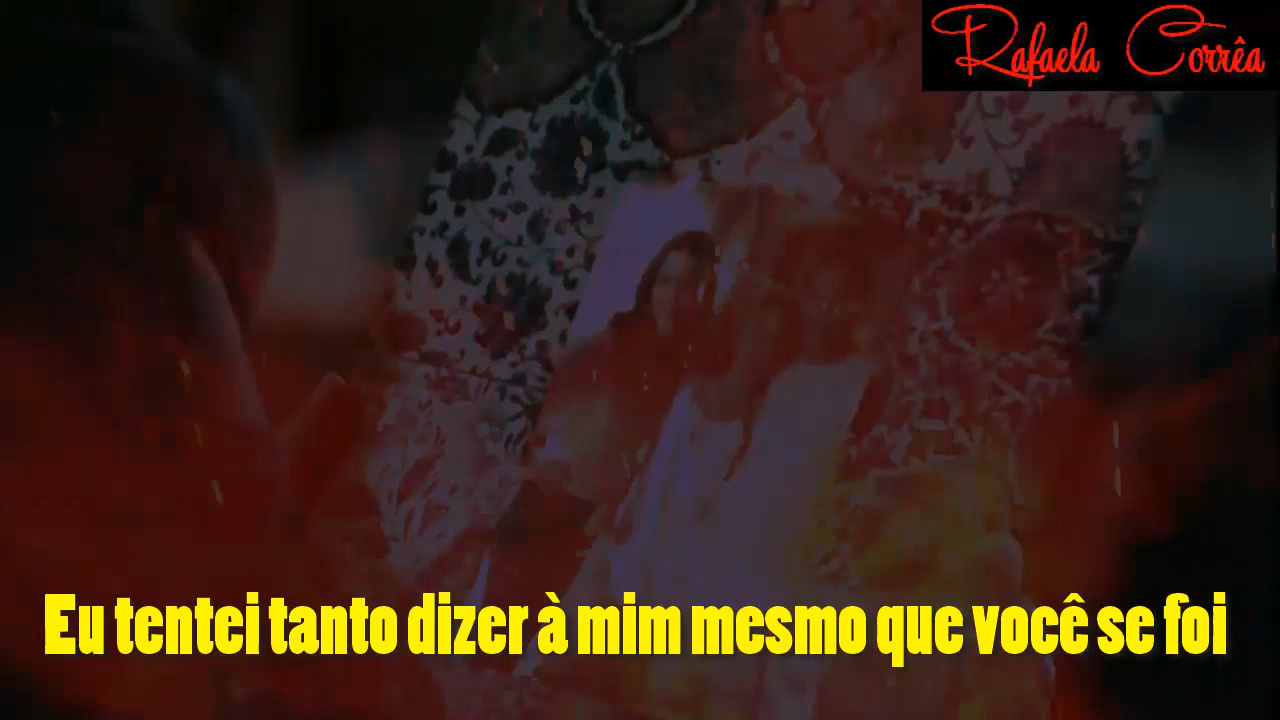 Rafaela Corrêa
Eu tentei tanto dizer à mim mesmo que você se foi